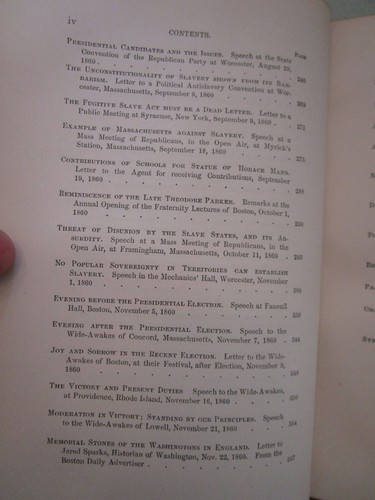 iv
CONTENTS.
PAGE
PRESIDENTIAL CANDIDATES AND THE ISSUES. Speech at the State
Convention of the Republican Party at Worcester, August 29,
1860
THE UNCONSTITUTIONALITY OF SLAVERY SHOWN FROM ITS BAR-
BARISM. Letter to a Political Antislavery Convention at Wor-
cester, Massachusetts, September 8, 1860
THE FUGITIVE SLAVE ACT MUST BE A DEAD LETTER. Letter to a
Public Meeting at Syracuse, New York, September 9, 1860 .
EXAMPLE OF MASSACHUSETTS AGAINST SLAVERY. Speech at a
Mass Meeting of Republicans, in the Open Air, at Myrick's
Station, Massachusetts, September 18, 1860
CONTRIBUTIONS OF SCHOOLS FOR STATUE OF HORACE MANN.
Letter to the Agent for receiving Contributions, September
19, 1860
REMINISCENCE OF THE LATE THEODORE PARKER. Remarks at the
Annual Opening of the Fraternity Lectures of Boston, October 1,
1860
THREAT OF DISUNION BY THE SLAVE STATES, AND ITS AB-
SURDITY. Speech at a Mass Meeting of Republicans, in the
Open Air, at Framingham, Massachusetts, October 11, 1860
NO POPULAR SOVEREIGNTY IN TERRITORIES CAN ESTABLISH
SLAVERY. Speech in the Mechanics' Hall, Worcester, November
1, 1860
EVENING BEFORE THE PRESIDENTIAL ELECTION. Speech at Faneuil
Hall, Boston, November 5, 1860
EVENING AFTER THE PRESIDENTIAL ELECTION. Speech to the
Wide-Awakes of Concord, Massachusetts, November 7, 1860
JOY AND SORROW IN THE RECENT ELECTION. Letter to the Wide-
Awakes of Boston, at their Festival, after Election, November 9,
1860
THE VICTORY AND PRESENT DUTIES Speech to the Wide-Awakes,
at Providence, Rhode Island, November 16, 1860
MODERATION IN VICTORY; STANDING BY OUR PRINCIPLES. Speech
to the Wide-Awakes of Lowell, November 21, 1860
MEMORIAL STONES OF THE WASHINGTONS IN ENGLAND. Letter to
Jared Sparks, Historian of Washington, Nov. 22, 1860. From the
Boston Daily Advertiser .